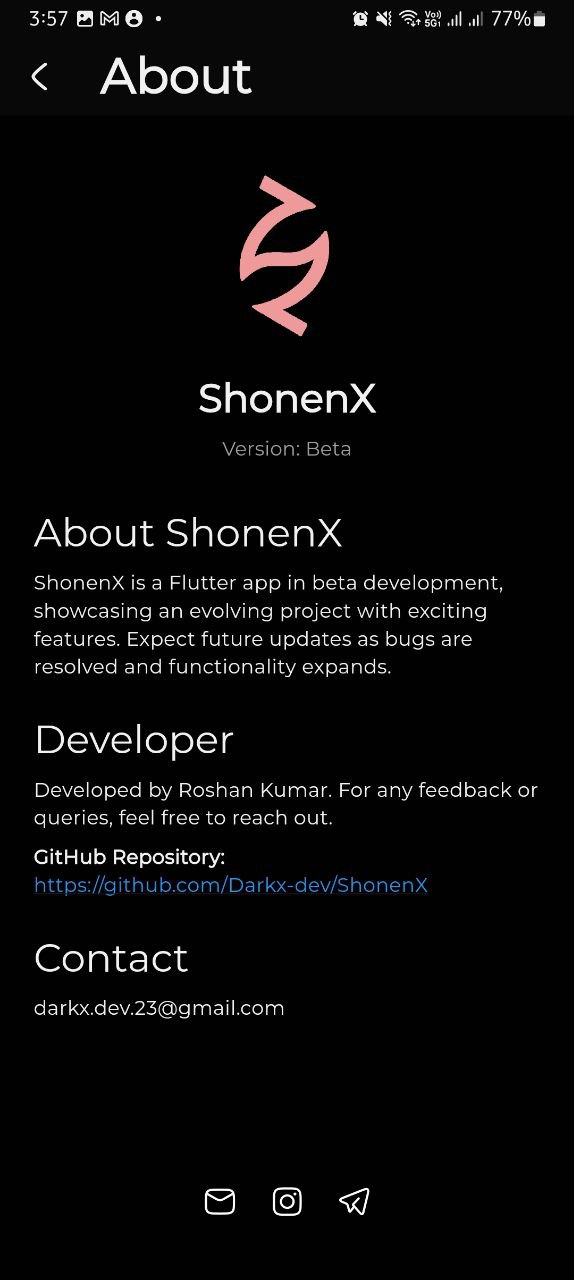 3:57
Vo)) 5G1 77%
About
ShonenX
Version: Beta
About ShonenX
ShonenX is a Flutter app in beta development,
showcasing an evolving project with exciting
features. Expect future updates as bugs are
resolved and functionality expands.
Developer
Developed by Roshan Kumar. For any feedback or
queries, feel free to reach out.
GitHub Repository:
https://github.com/Darkx-dev/ShonenX
Contact
darkx.dev.23@gmail.com